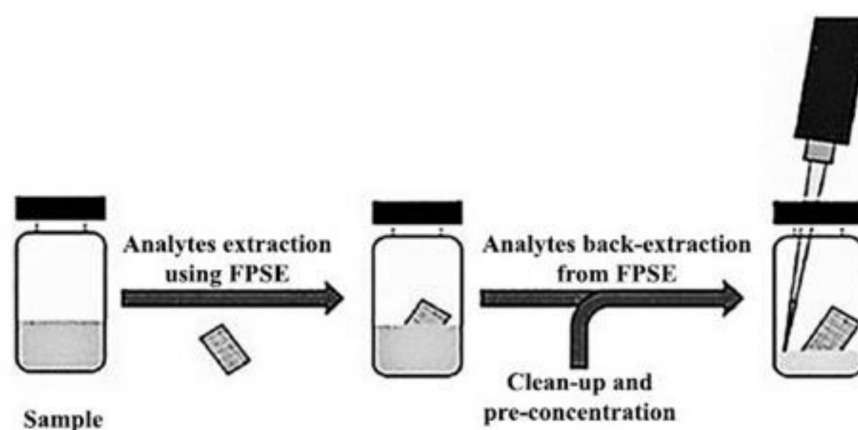 Analytes extraction
using FPSE
Analytes back-extraction
from FPSE
Clean-up and
pre-concentration
Sample